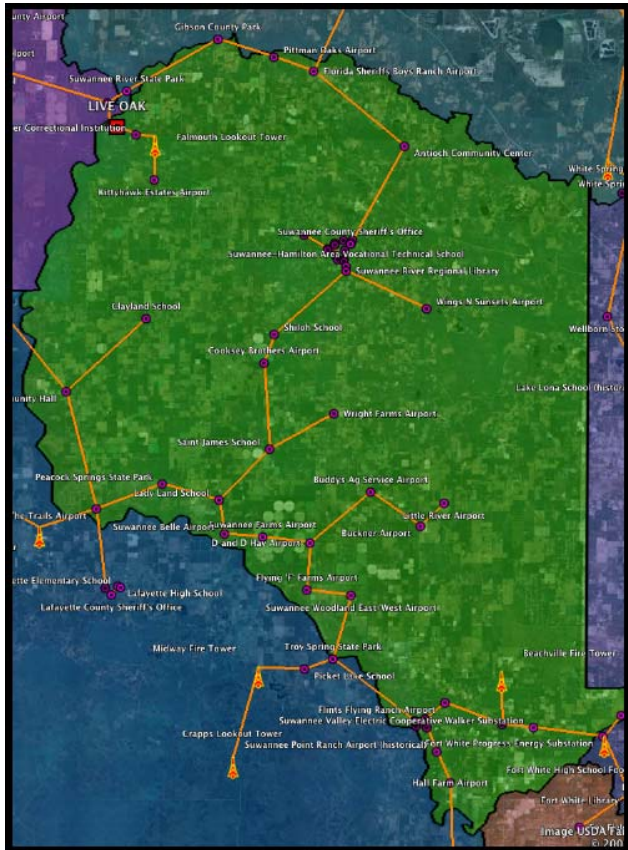 unty Airport
Gibson County Park
Pittman Oaks Airport
lport
Suwannee River State Park
Florida Sheriffs Boys Ranch Airport
LIVE OAK
er Correctional Institution
Falmouth Lookout Tower
Antioch Community Center
White Spring
Kittyhawk Estates Airport
White Sprin
Suwannee County Sheriff's Office
Suwannee-Hamilton Area Vocational Technical School
Suwannee River Regional Library
Clayland School
Wings N Sunsets Airport
Shiloh School
Wellborn Sto
Cooksey Brothers Airport
Lake Lona School (histori
unity Hall
Wright Farms Airport
Saint James School
Peacock Springs State Park
Buddys Ag Service Airport
Lady Land School
The Trails Airport
Suwannee Belle Airport
Suwannee Farms Airport
Little River Airport
Buckner Airport
D and D Hay Airport
ette Elementary School
Flying 'F' Farms Airport
Lafayette High School
Lafayette County Sheriff's Office
Suwannee Woodland East/West Airport
Midway Fire Tower
Troy Spring State Park
Beachville Fire Tower
Picket Lake School
Flints Flying Ranch Airport
Suwannee Valley Electric Cooperative Walker Substation
Crapps Lookout Tower
Suwannee Point Ranch Airport (historical)
Fort White Progress Energy Substation
Fort White High School Foo
Hall Farm Airport
Fort White Library
Image USDA Fa
© 200